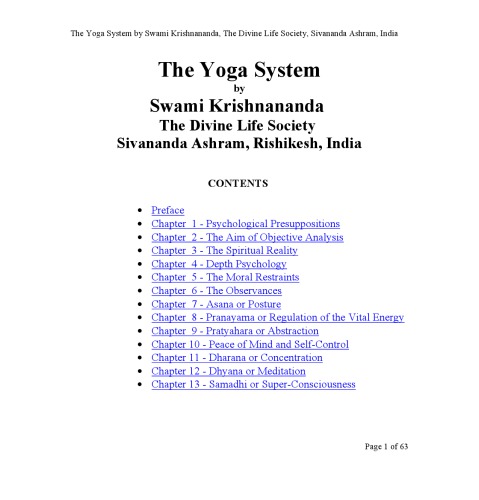 The Yoga System by Swami Krishnananda, The Divine Life Society, Sivananda Ashram, India
The Yoga System
by
Swami Krishnananda
The Divine Life Society
Sivananda Ashram, Rishikesh, India
CONTENTS
• Preface
• Chapter 1 - Psychological Presuppositions
• Chapter 2 - The Aim of Objective Analysis
• Chapter 3 - The Spiritual Reality
• Chapter 4 - Depth Psychology
• Chapter 5 - The Moral Restraints
• Chapter 6 - The Observances
• Chapter 7 - Asana or Posture
• Chapter 8 - Pranayama or Regulation of the Vital Energy
• Chapter 9 - Pratyahara or Abstraction
• Chapter 10 - Peace of Mind and Self-Control
• Chapter 11 - Dharana or Concentration
• Chapter 12 - Dhyana or Meditation
• Chapter 13 - Samadhi or Super-Consciousness
Page 1 of 63